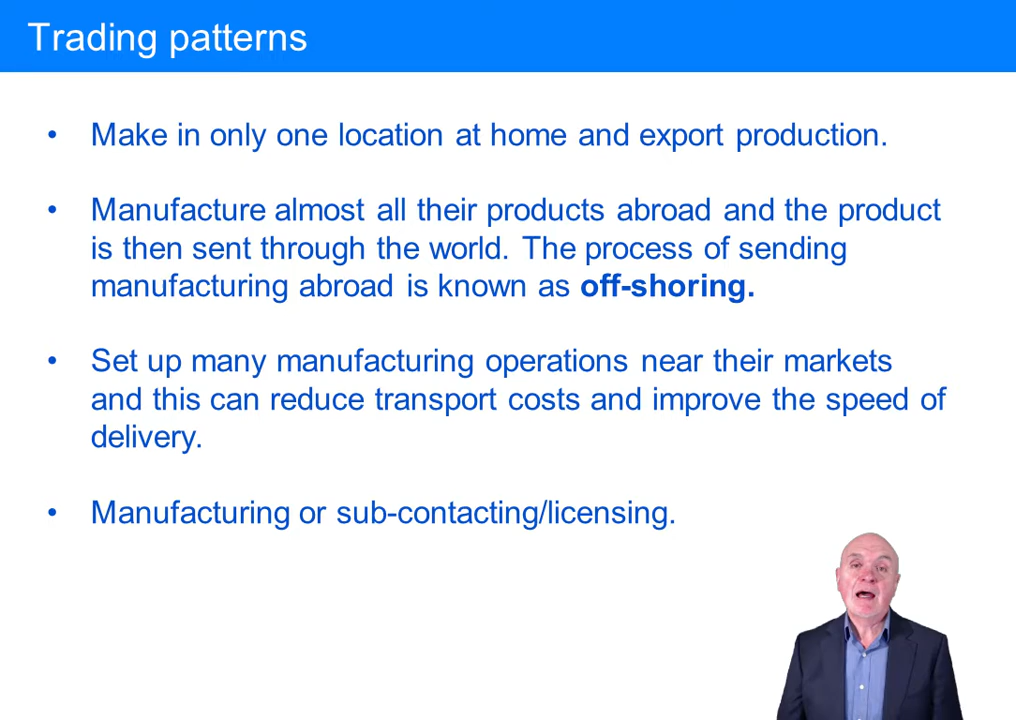 Trading patterns
• Make in only one location at home and export production.
• Manufacture almost all their products abroad and the product
is then sent through the world. The process of sending
manufacturing abroad is known as off-shoring.
• Set up many manufacturing operations near their markets
and this can reduce transport costs and improve the speed of
delivery.
• Manufacturing or sub-contacting/licensing.